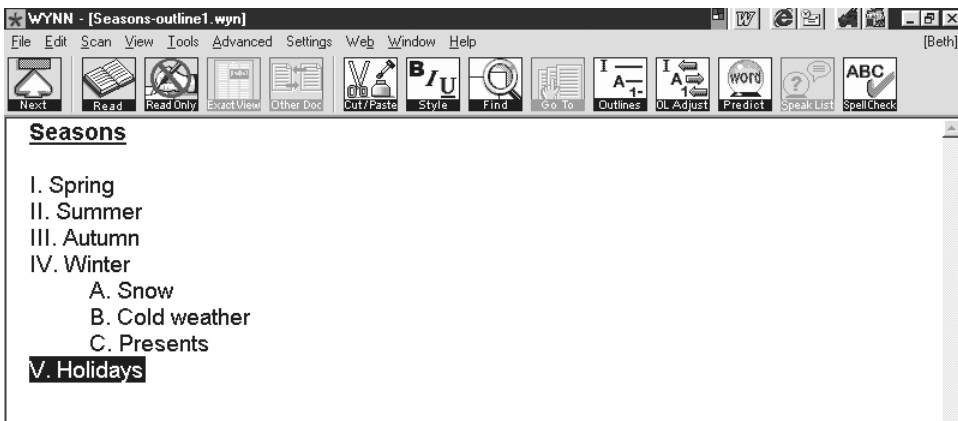 WYNN - [Seasons-outline1.wyn]
File Edit Scan View Tools Advanced Settings Web Window Help [Beth]
Next Read Read Only Exact View Other Doc Cut/Paste Style Find Go To Outlines OL Adjust Predict Speak List SpellCheck
Seasons
I. Spring
II. Summer
III. Autumn
IV. Winter
A. Snow
B. Cold weather
C. Presents
V. Holidays